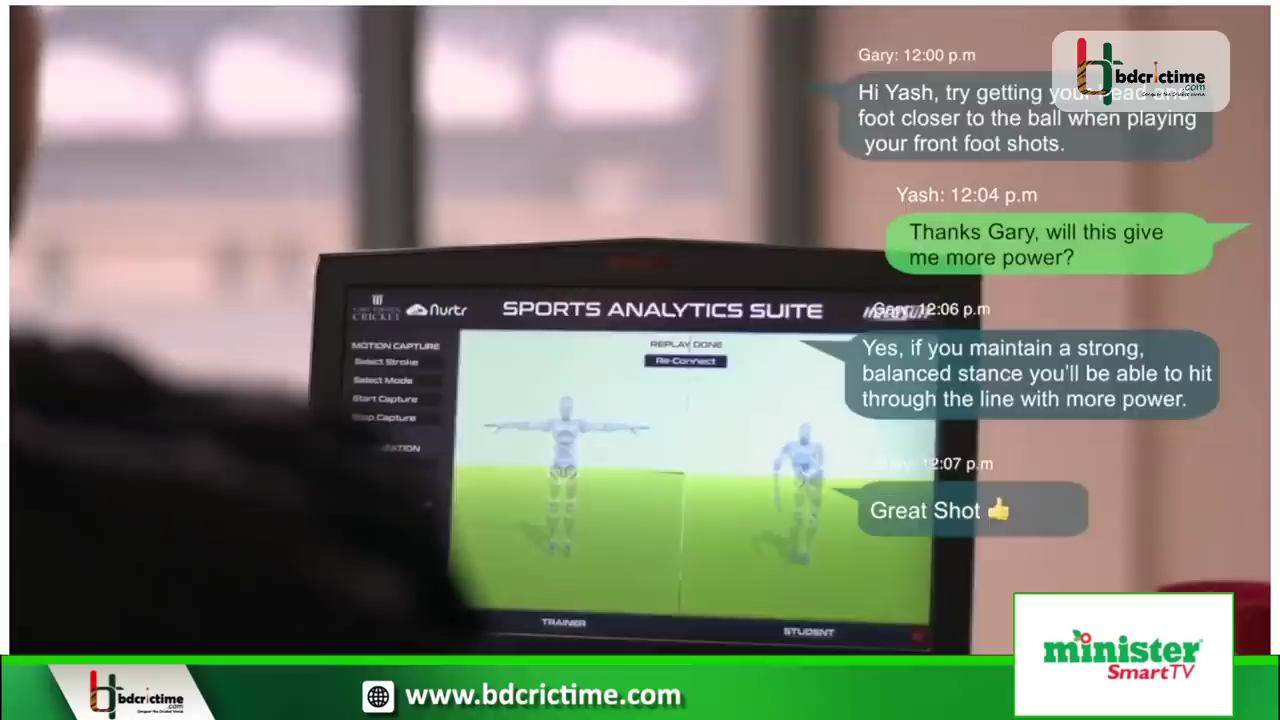 Gary: 12:00 p.m
Hi Yash, try getting your head and
foot closer to the ball when playing
your front foot shots.
bdcrictime
.com
Yash: 12:04 p.m
Thanks Gary, will this give
me more power?
Gary: 12:06 p.m
Yes, if you maintain a strong,
balanced stance you'll be able to hit
through the line with more power.
12:07 p.m
Great Shot 👍
CRICKET
Nurtr
SPORTS ANALYTICS SUITE
MOTION CAPTURE
Select Stroke
Select Mode
Start Capture
Stop Capture
REPLAY DONE
Re-Connect
TRAINER
STUDENT
minister
SmartTV
bdcrictime
.com
www.bdcrictime.com